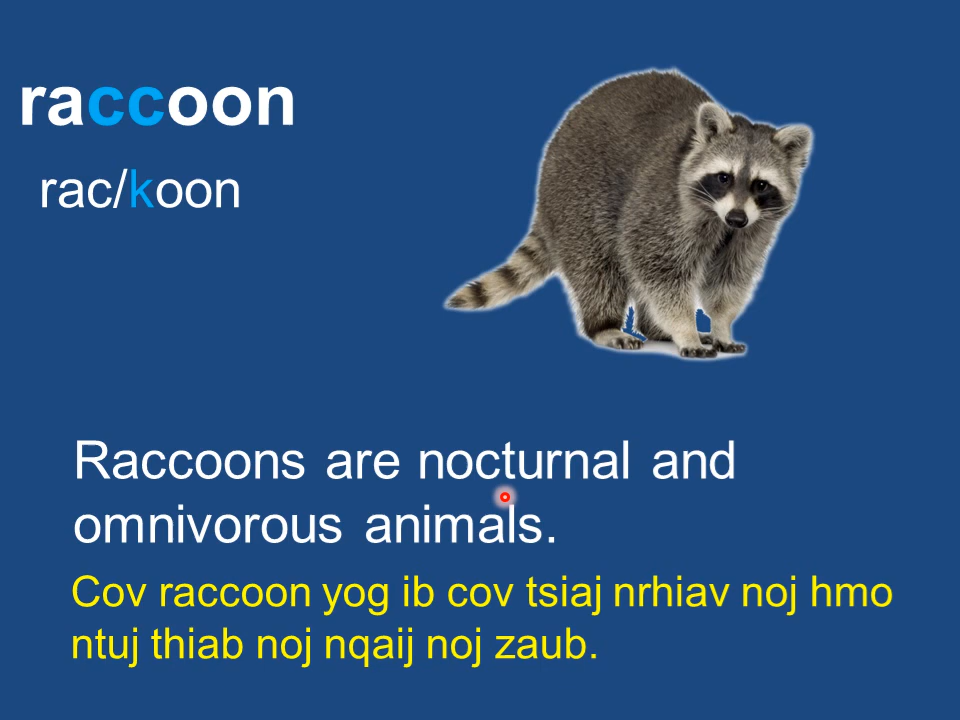 raccoon
rac/koon
Raccoons are nocturnal and
omnivorous animals.
Cov raccoon yog ib cov tsiaj nrhiav noj hmo
ntuj thiab noj nqaij noj zaub.